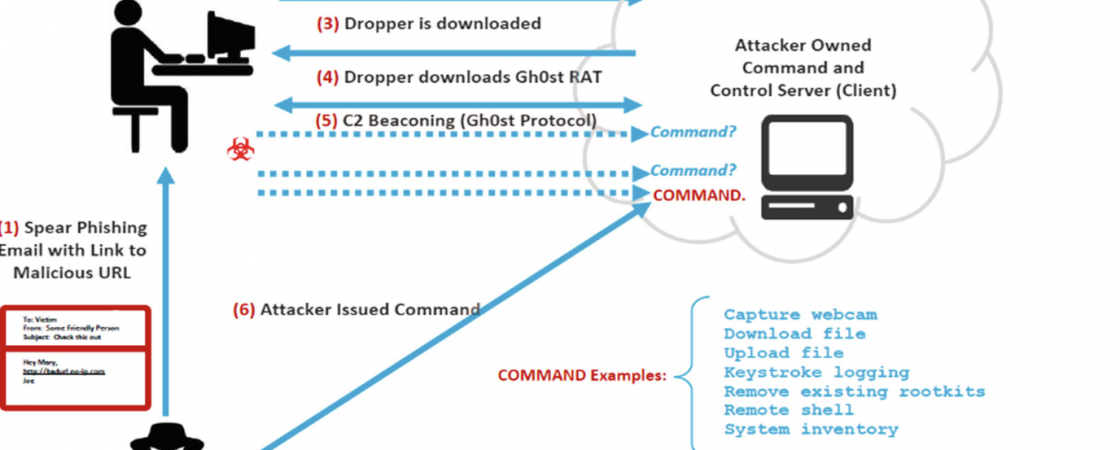 (3) Dropper is downloaded
(4) Dropper downloads Gh0st RAT
(5) C2 Beaconing (Gh0st Protocol)
Attacker Owned
Command and
Control Server (Client)
Command?
Command?
COMMAND.
(1) Spear Phishing
Email with Link to
Malicious URL
To: Victim
From: Some Friendly Person
Subject: Check this out
Hey Mary,
http://badurl.no-ip.com
Joe
(6) Attacker Issued Command
COMMAND Examples:
Capture webcam
Download file
Upload file
Keystroke logging
Remove existing rootkits
Remote shell
System inventory